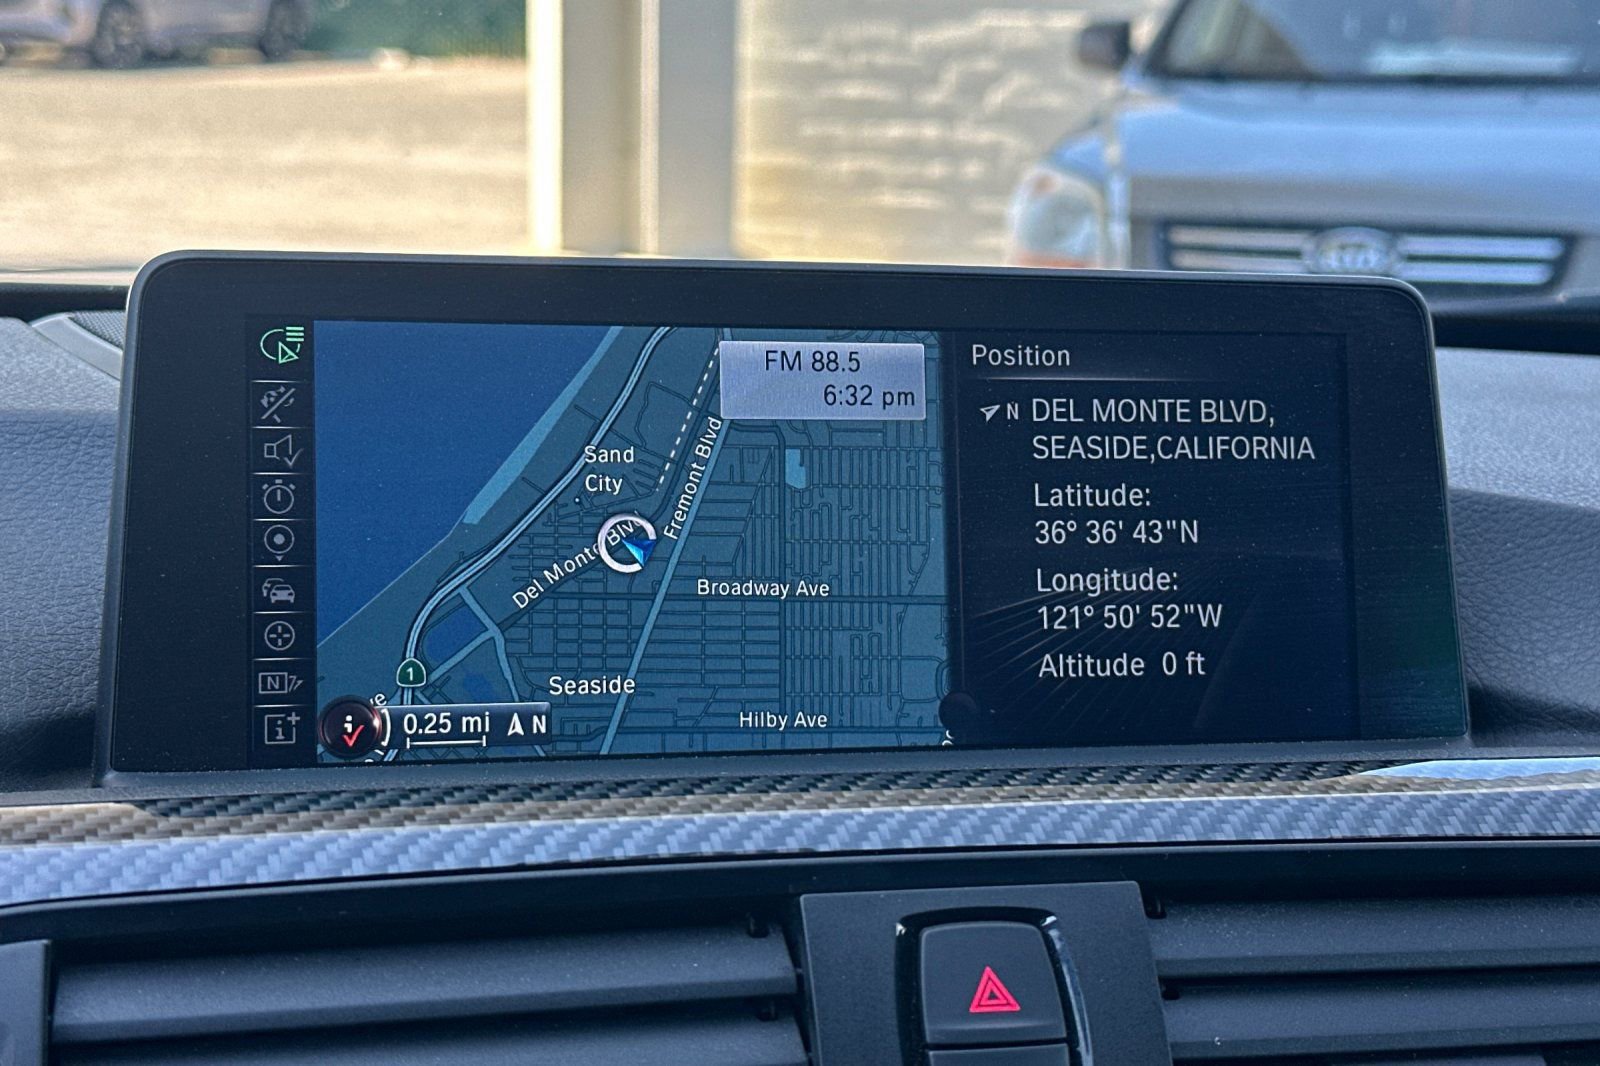 FM 88.5
6:32 pm
Position
N DEL MONTE BLVD,
SEASIDE,CALIFORNIA
Latitude:
36° 36' 43"N
Longitude:
121° 50' 52"W
Altitude 0 ft
Sand
City
Fremont Blvd
Del Monte Blvd
Broadway Ave
1
Seaside
Hilby Ave
0.25 mi N
N
i
i